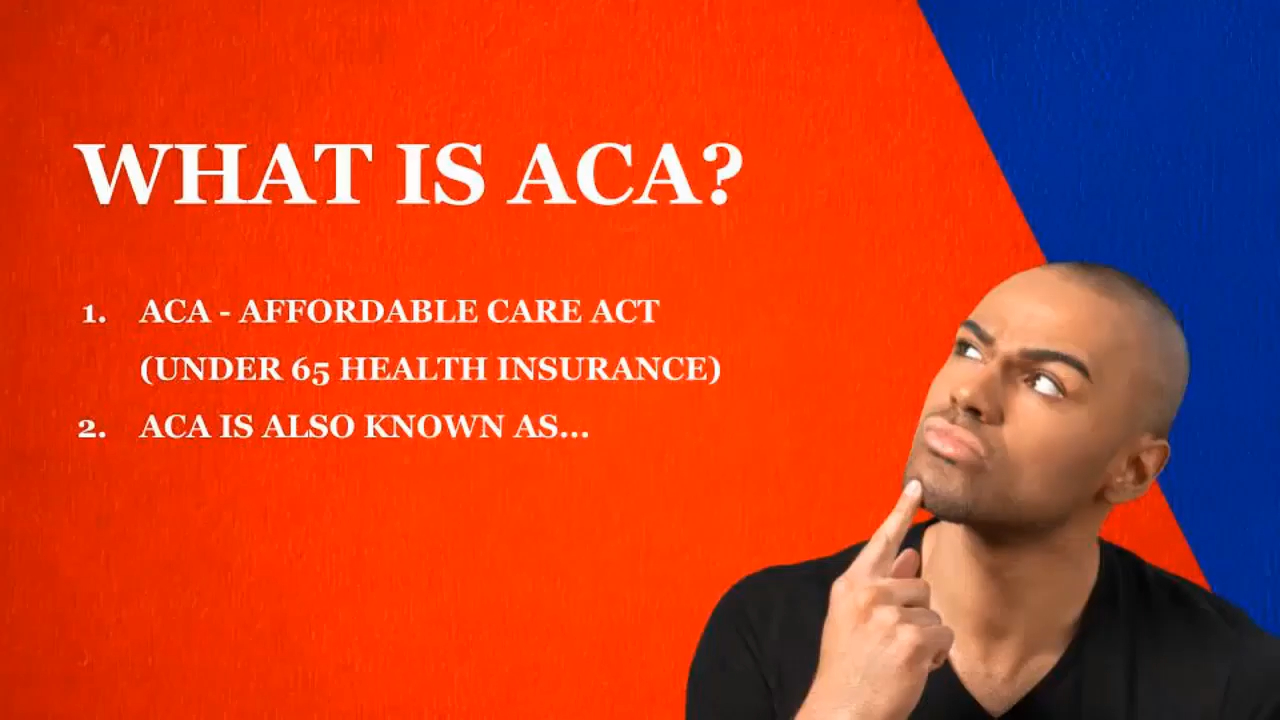 WHAT IS ACA?
1. ACA - AFFORDABLE CARE ACT
(UNDER 65 HEALTH INSURANCE)
2. ACA IS ALSO KNOWN AS...